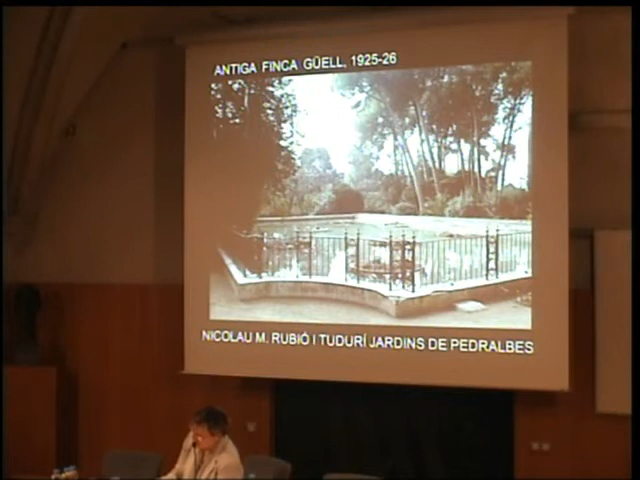 ANTIGA FINCA GÜELL, 1925-26
NICOLAU M. RUBIÓ I TUDURÍ JARDINS DE PEDRALBES